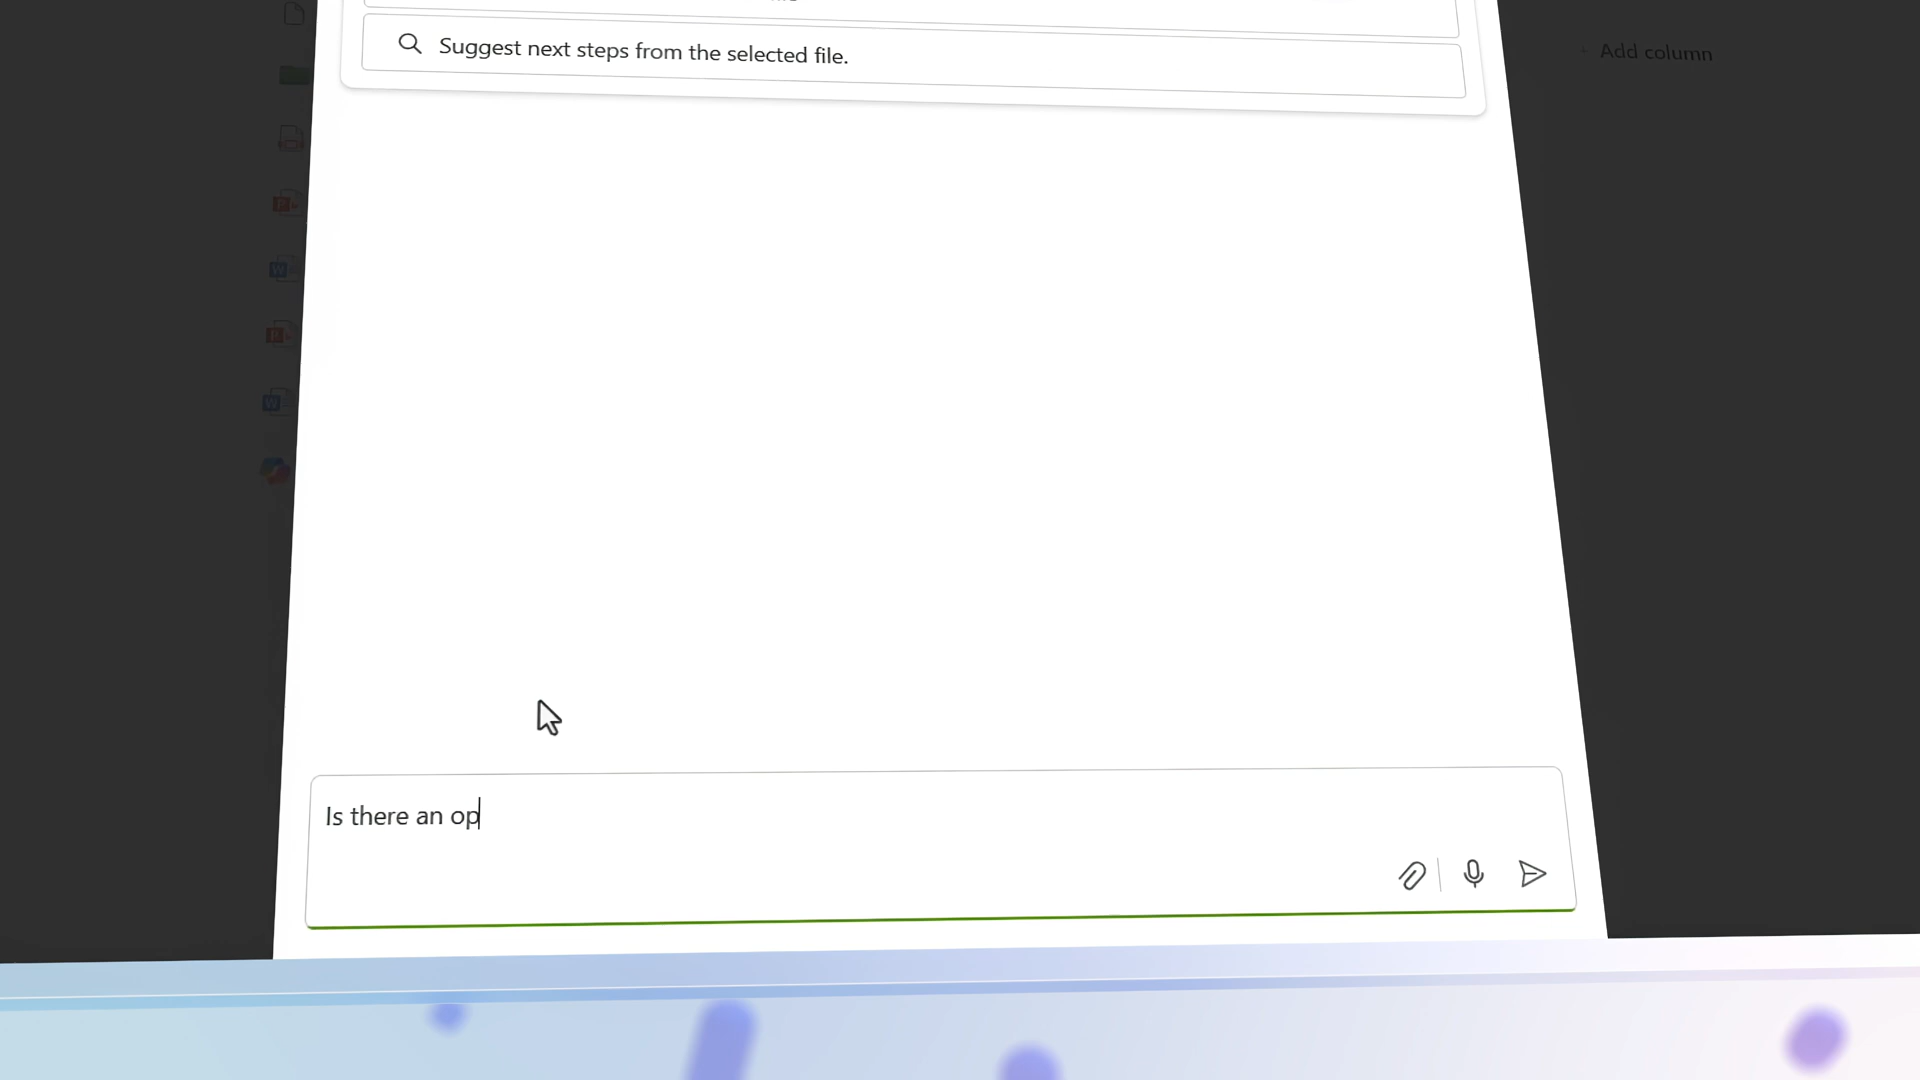 Suggest next steps from the selected file.
+ Add column
Is there an op